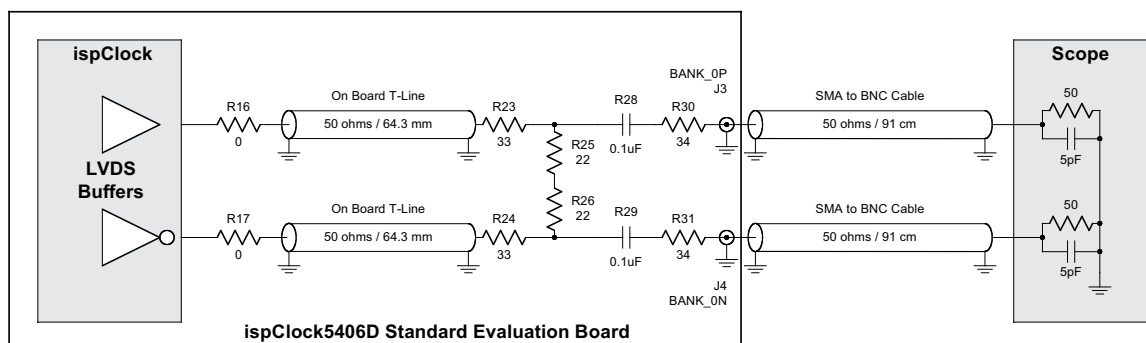 ispClock
Scope
BANK_0P
J3
R16
On Board T-Line
R23
R28
R30
SMA to BNC Cable
50
50 ohms / 64.3 mm
50 ohms / 91 cm
0
33
0.1uF
34
5pF
R25
22
LVDS
Buffers
R26
22
R17
On Board T-Line
R24
R29
R31
SMA to BNC Cable
50
50 ohms / 64.3 mm
50 ohms / 91 cm
0
33
0.1uF
34
5pF
J4
BANK_0N
ispClock5406D Standard Evaluation Board